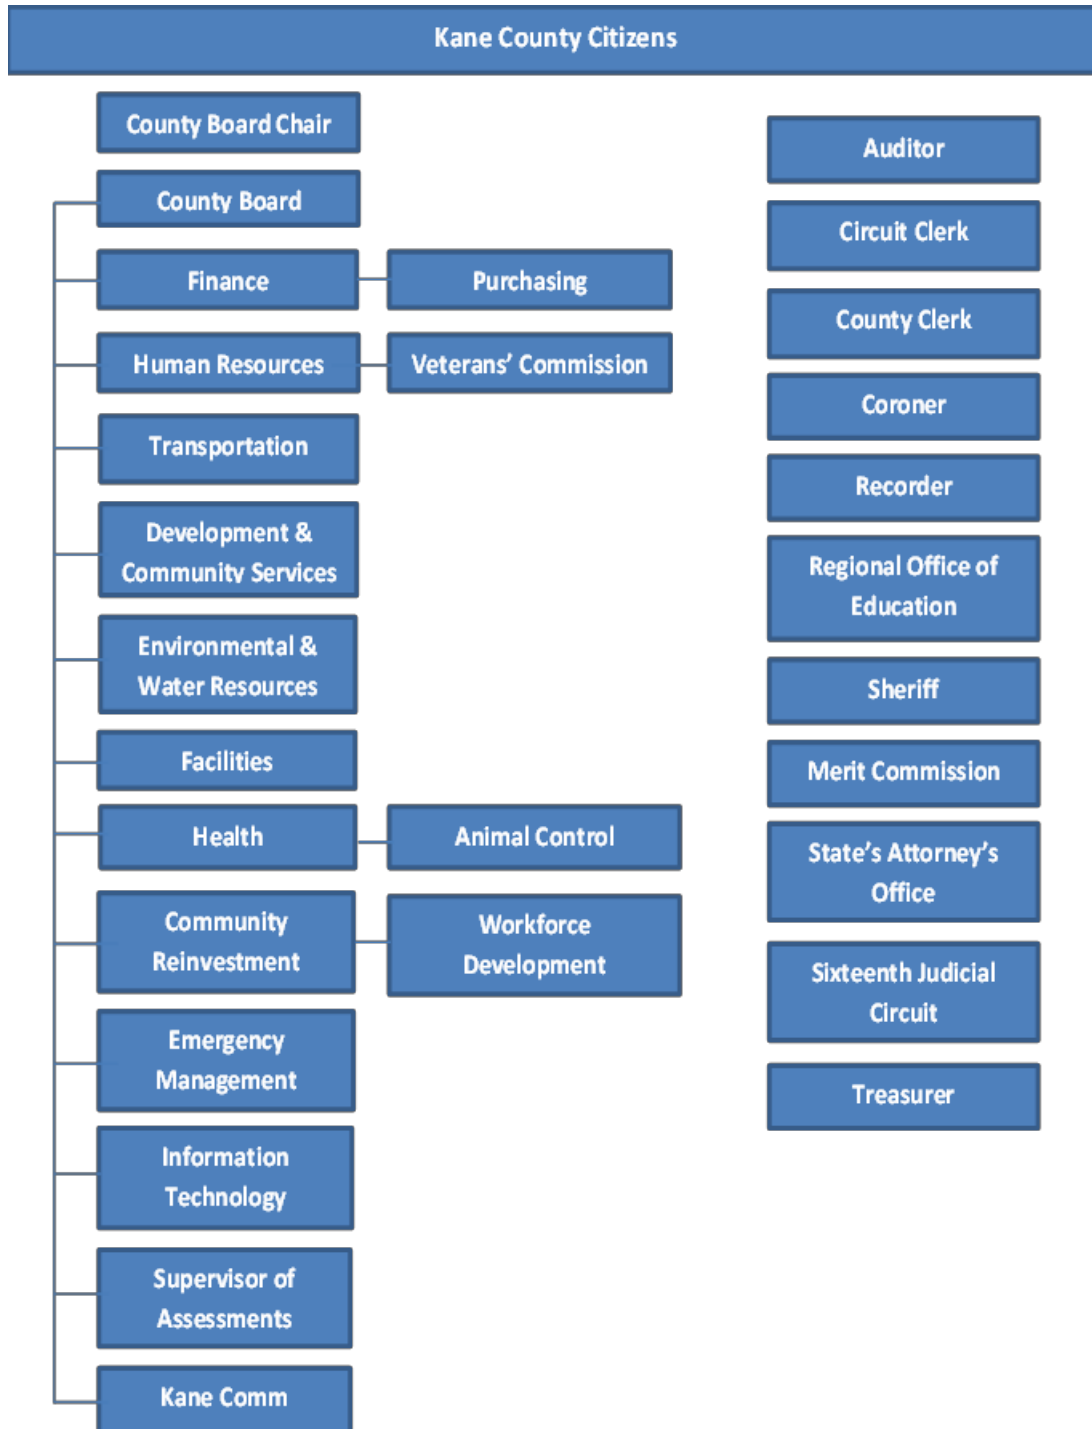 Kane County Citizens
County Board Chair
County Board
Finance
Purchasing
Human Resources
Veterans’ Commission
Transportation
Development &
Community Services
Environmental &
Water Resources
Facilities
Health
Animal Control
Community
Reinvestment
Workforce
Development
Emergency
Management
Information
Technology
Supervisor of
Assessments
Kane Comm
Auditor
Circuit Clerk
County Clerk
Coroner
Recorder
Regional Office of
Education
Sheriff
Merit Commission
State’s Attorney’s
Office
Sixteenth Judicial
Circuit
Treasurer